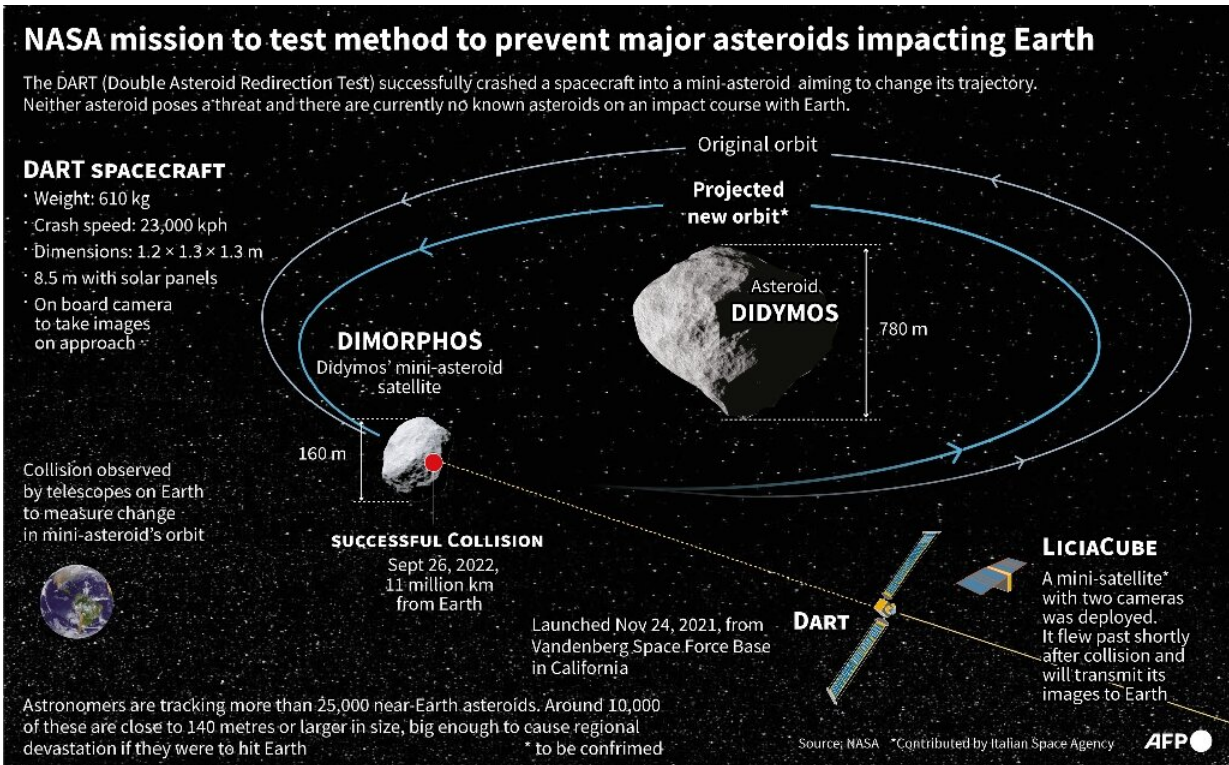 NASA mission to test method to prevent major asteroids impacting Earth
The DART (Double Asteroid Redirection Test) successfully crashed a spacecraft into a mini-asteroid aiming to change its trajectory.
Neither asteroid poses a threat and there are currently no known asteroids on an impact course with Earth.
DART SPACECRAFT
· Weight: 610 kg
· Crash speed: 23,000 kph
· Dimensions: 1.2 × 1.3 × 1.3 m
· 8.5 m with solar panels
· On board camera
to take images
on approach
Original orbit
Projected
new orbit*
Asteroid
DIDYMOS
780 m
DIMORPHOS
Didymos' mini-asteroid
satellite
160 m
Collision observed
by telescopes on Earth
to measure change
in mini-asteroid's orbit
SUCCESSFUL COLLISION
Sept 26, 2022,
11 million km
from Earth
Launched Nov 24, 2021, from
Vandenberg Space Force Base
in California
DART
LICIACUBE
A mini-satellite*
with two cameras
was deployed.
It flew past shortly
after collision and
will transmit its
images to Earth
Astronomers are tracking more than 25,000 near-Earth asteroids. Around 10,000
of these are close to 140 metres or larger in size, big enough to cause regional
devastation if they were to hit Earth
* to be confrimed
Source: NASA *Contributed by Italian Space Agency
AFP